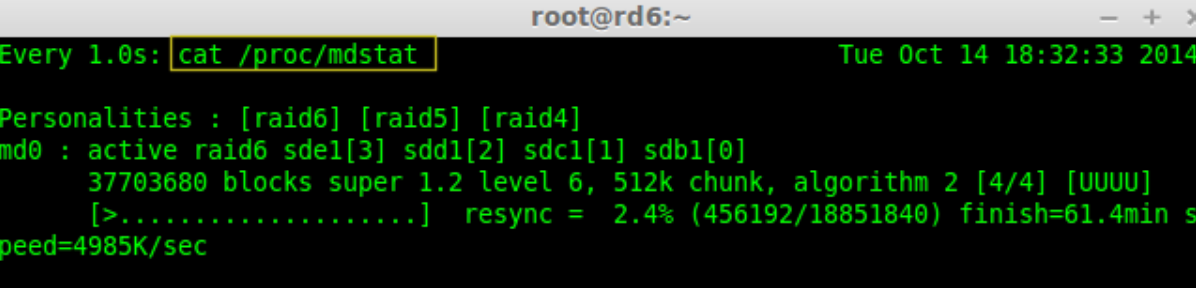 root@rd6:~
Every 1.0s: cat /proc/mdstat Tue Oct 14 18:32:33 2014
Personalities : [raid6] [raid5] [raid4]
md0 : active raid6 sde1[3] sdd1[2] sdc1[1] sdb1[0]
37703680 blocks super 1.2 level 6, 512k chunk, algorithm 2 [4/4] [UUUU]
[>....................] resync = 2.4% (456192/18851840) finish=61.4min s
peed=4985K/sec